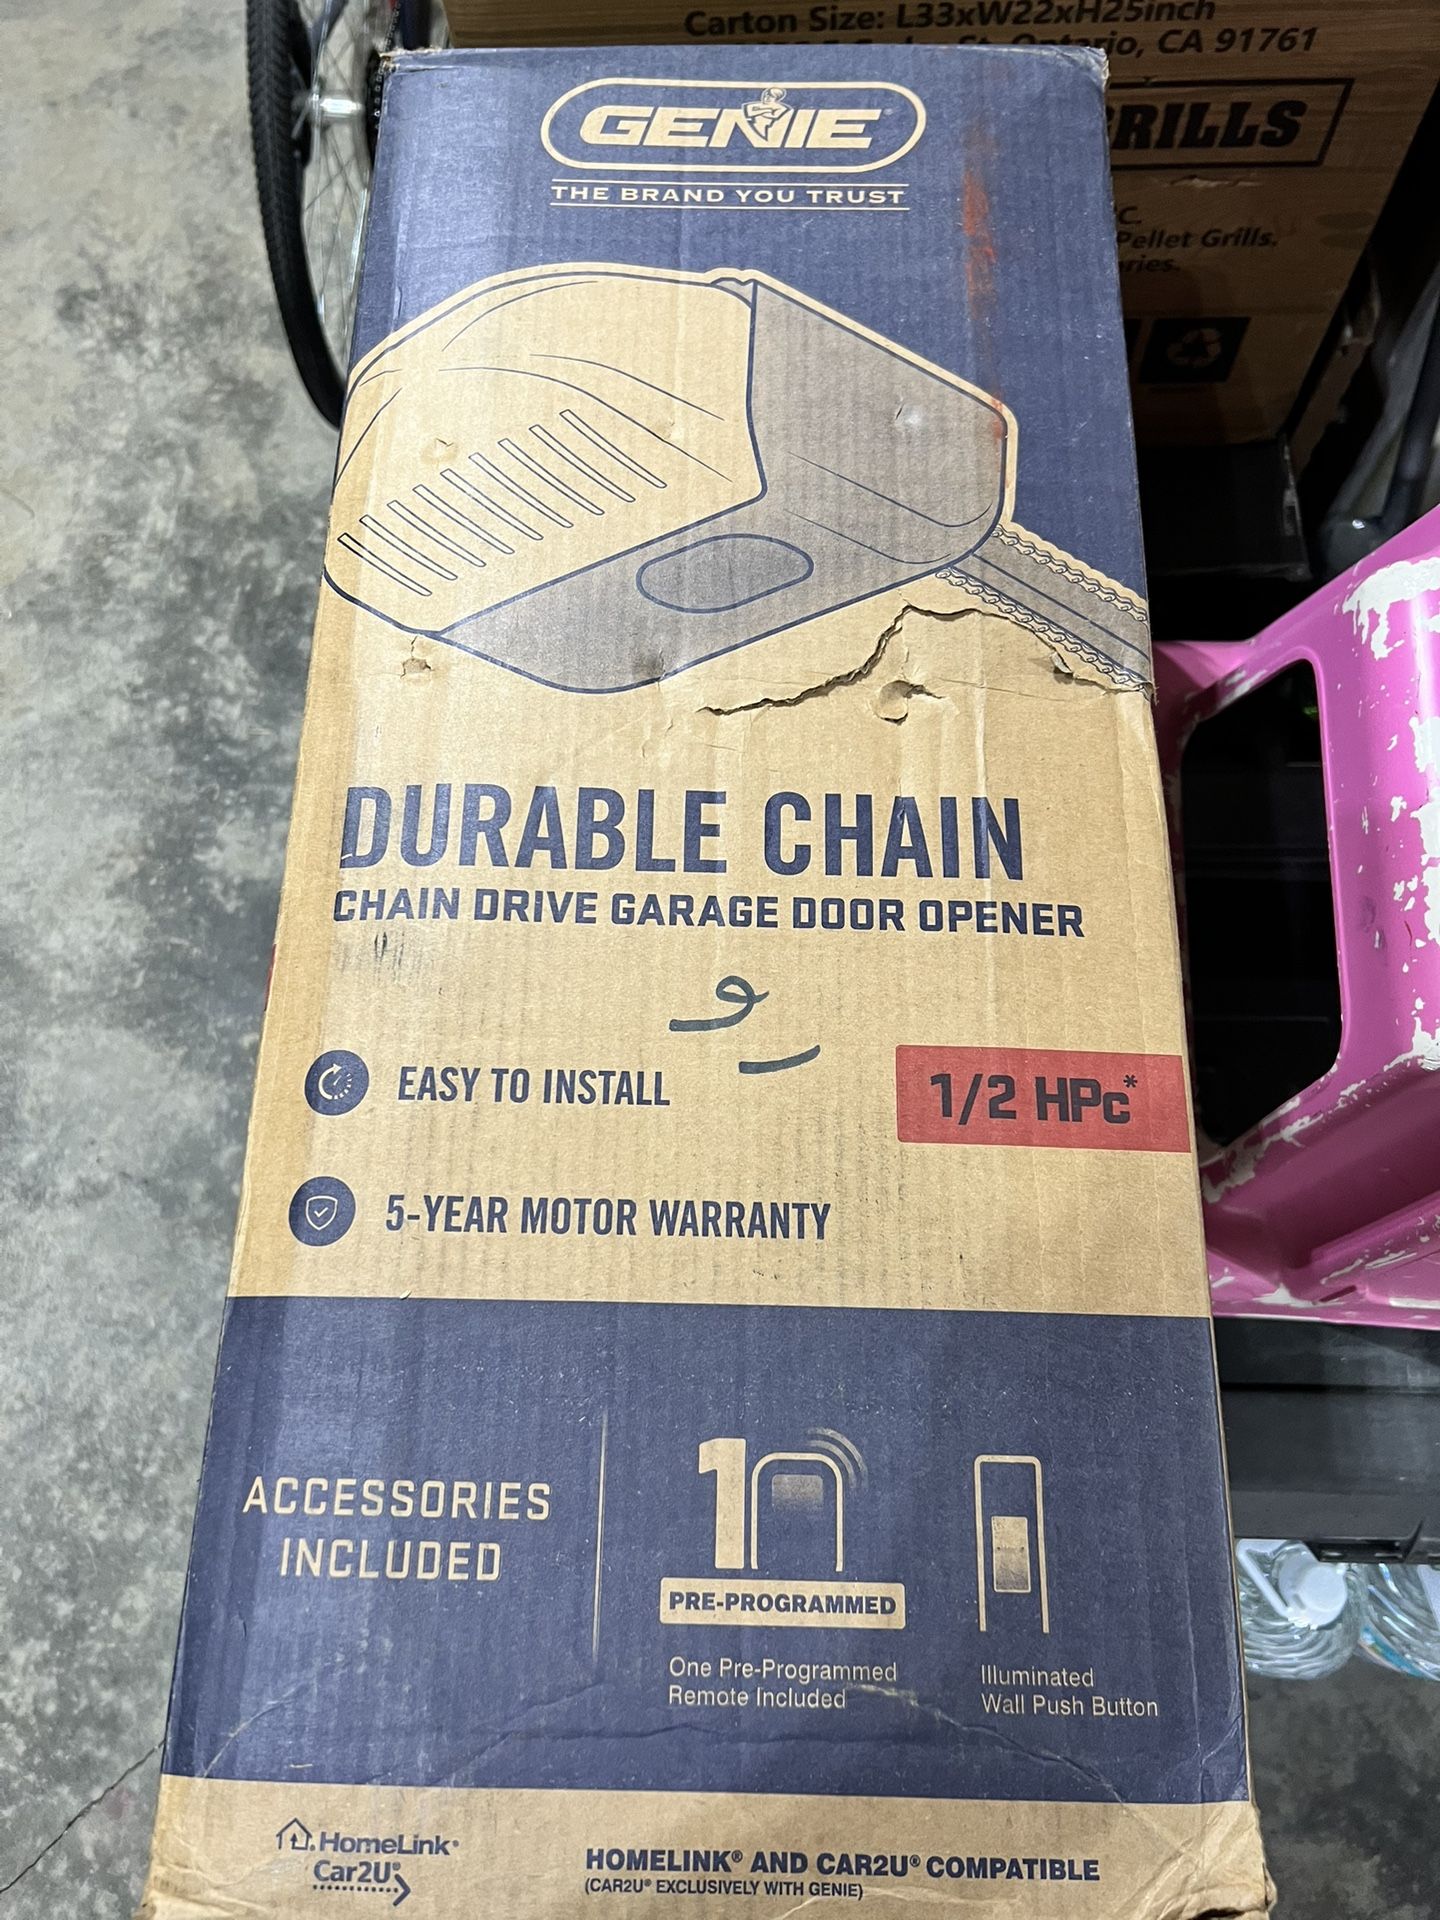 Carton Size: L33xW22xH25inch
St, Ontario, CA 91761
GRILLS
C.
Pellet Grills.
GENIE
THE BRAND YOU TRUST
DURABLE CHAIN
CHAIN DRIVE GARAGE DOOR OPENER
EASY TO INSTALL
1/2 HPc*
5-YEAR MOTOR WARRANTY
ACCESSORIES
INCLUDED
1
PRE-PROGRAMMED
One Pre-Programmed
Remote Included
Illuminated
Wall Push Button
HomeLink®
Car2U®
HOMELINK® AND CAR2U® COMPATIBLE
(CAR2U® EXCLUSIVELY WITH GENIE)